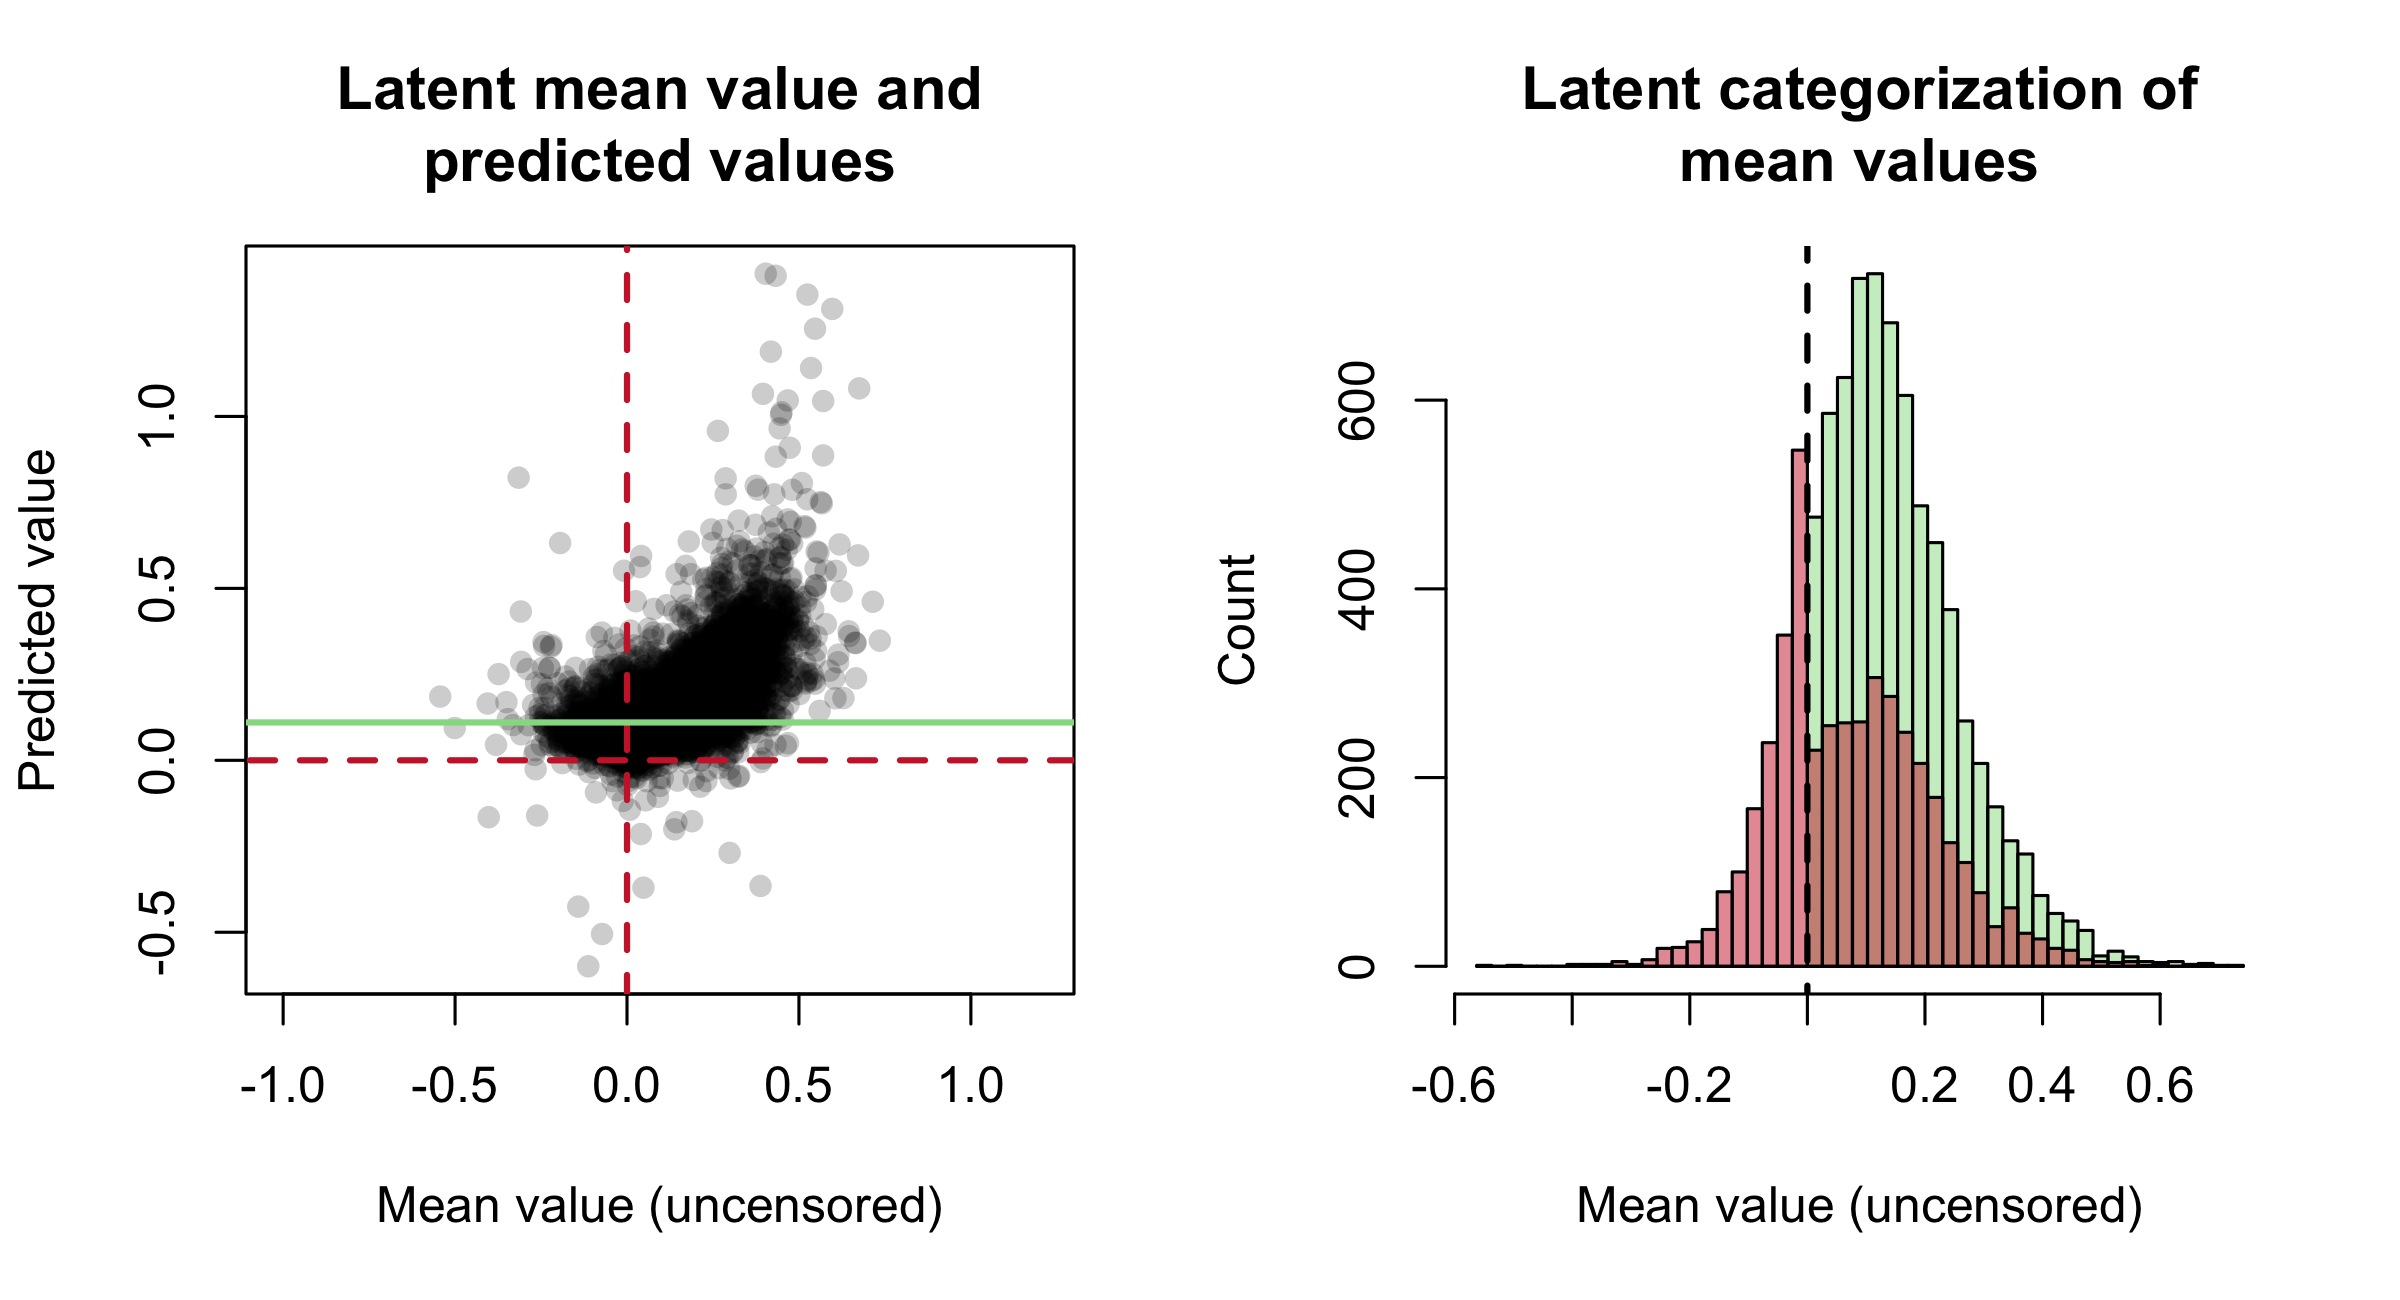 Latent mean value and
predicted values
Predicted value
1.0
0.5
0.0
-0.5
-1.0 -0.5 0.0 0.5 1.0
Mean value (uncensored)
Latent categorization of
mean values
Count
600
400
200
0
-0.6 -0.2 0.2 0.4 0.6
Mean value (uncensored)